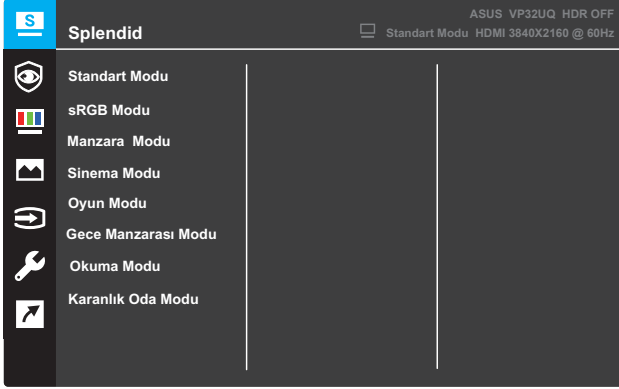 S
ASUS VP32UQ HDR OFF
Splendid
Standart Modu HDMI 3840X2160 @ 60Hz
Standart Modu
sRGB Modu
Manzara Modu
Sinema Modu
Oyun Modu
Gece Manzarası Modu
Okuma Modu
Karanlık Oda Modu